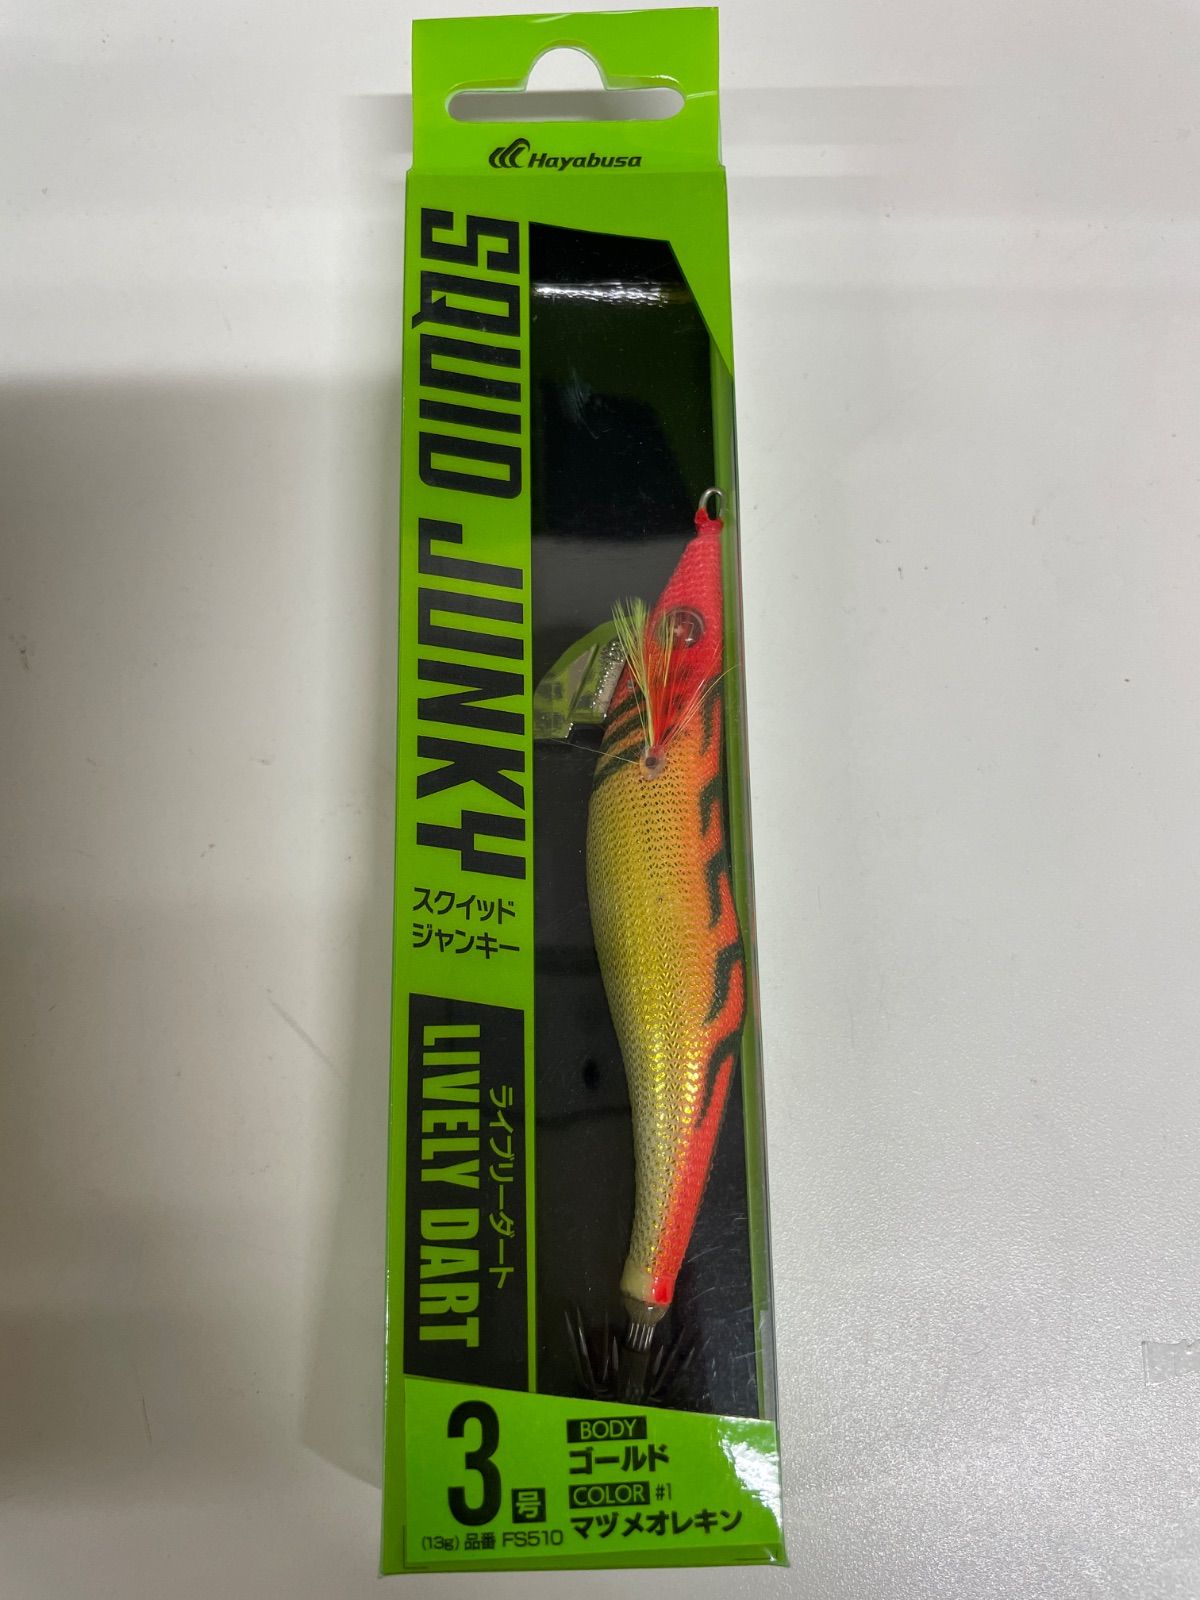 Hayabusa
SQUID JUNKY
スクイッド
ジャンキー
ライブリーダート
LIVELY DART
3号
(13g) 品番 FS510
BODY
ゴールド
COLOR #1
マヅメオレキン